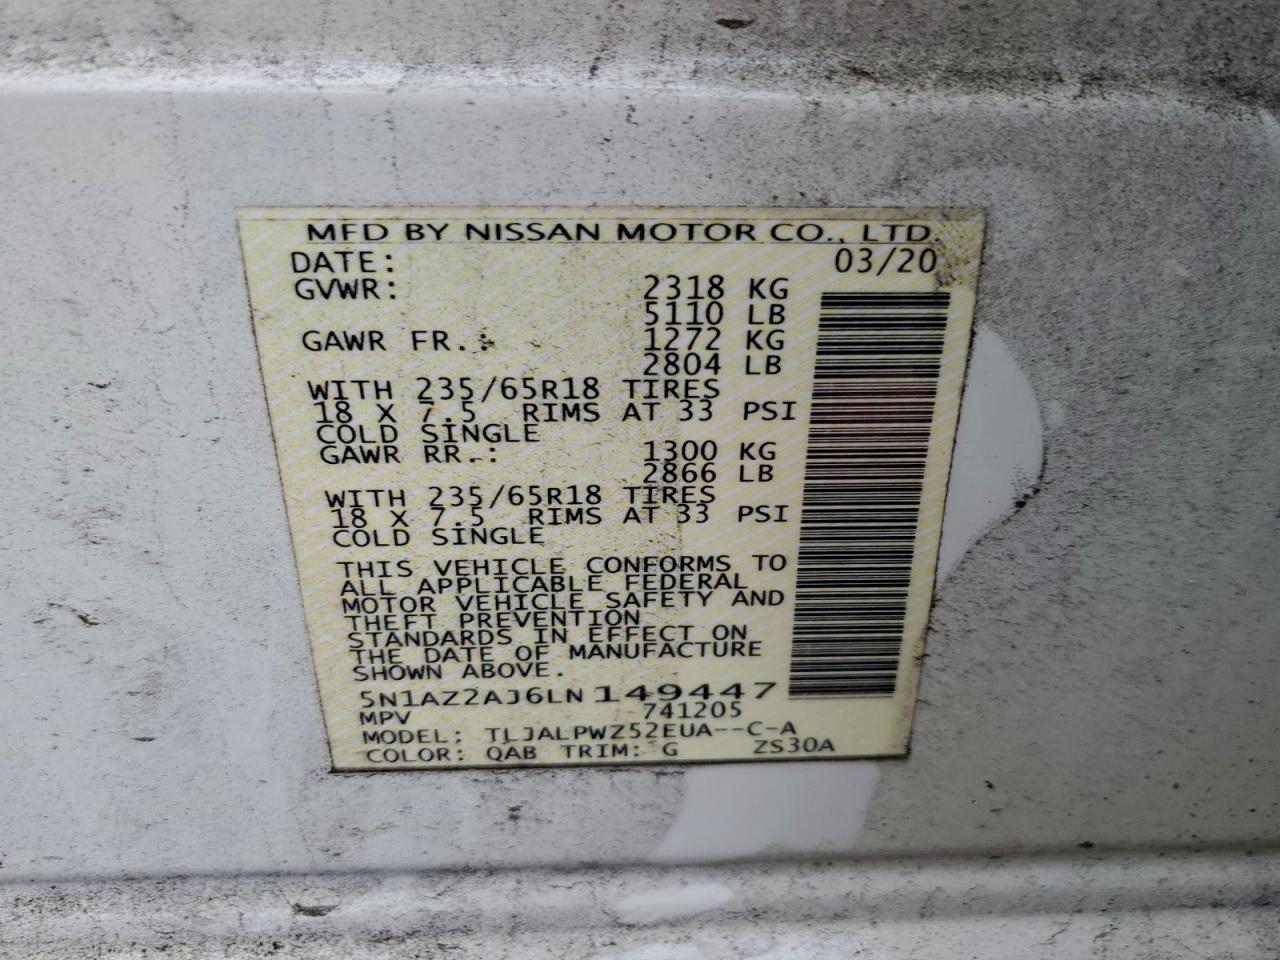 MFD BY NISSAN MOTOR CO., LTD.
DATE: 03/20
GVWR: 2318 KG
5110 LB
GAWR FR.: 1272 KG
2804 LB
WITH 235/65R18 TIRES
18 X 7.5 RIMS AT 33 PSI
COLD SINGLE
GAWR RR.: 1300 KG
2866 LB
WITH 235/65R18 TIRES
18 X 7.5 RIMS AT 33 PSI
COLD SINGLE
THIS VEHICLE CONFORMS TO
ALL APPLICABLE FEDERAL
MOTOR VEHICLE SAFETY AND
THEFT PREVENTION
STANDARDS IN EFFECT ON
THE DATE OF MANUFACTURE
SHOWN ABOVE.
5N1AZ2AJ6LN149447
MPV 741205
MODEL: TLJALPWZ52EUA--C-A
COLOR: QAB TRIM: G ZS30A